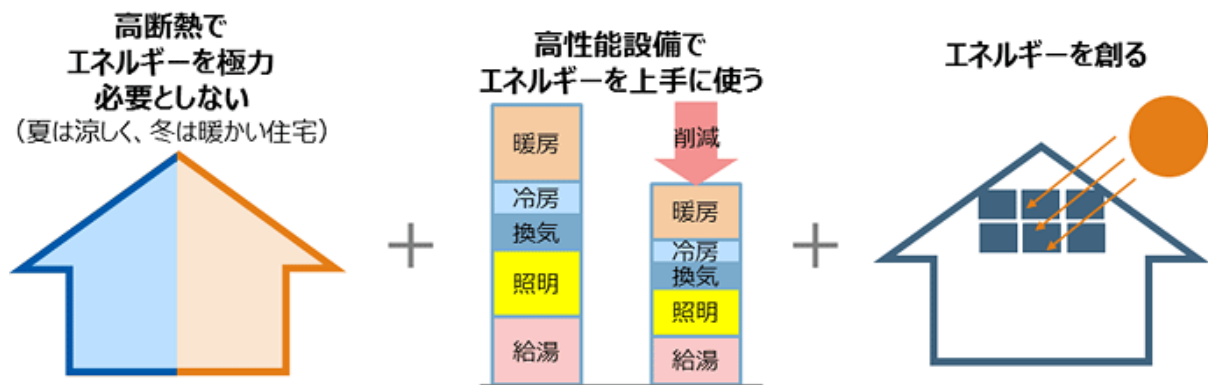 高断熱で
エネルギーを極力
必要としない
(夏は涼しく、冬は暖かい住宅)
高性能設備で
エネルギーを上手に使う
暖房
冷房
換気
照明
給湯
削減
暖房
冷房
換気
照明
給湯
エネルギーを創る